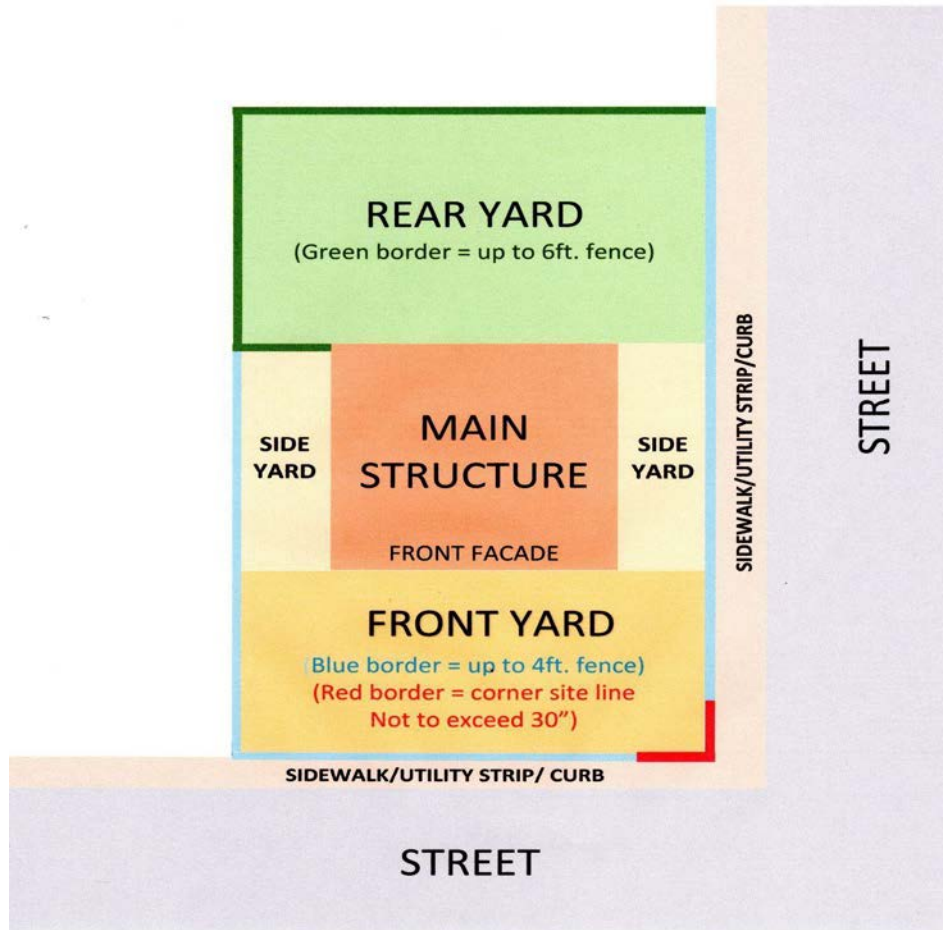 REAR YARD
(Green border = up to 6ft. fence)
SIDE
YARD
MAIN
STRUCTURE
FRONT FACADE
SIDE
YARD
FRONT YARD
(Blue border = up to 4ft. fence)
(Red border = corner site line
Not to exceed 30")
SIDEWALK/UTILITY STRIP/ CURB
STREET
SIDEWALK/UTILITY STRIP/CURB
STREET